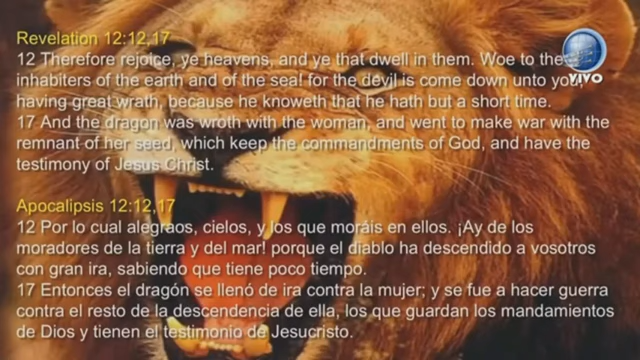 Revelation 12:12,17
12 Therefore rejoice, ye heavens, and ye that dwell in them. Woe to the
inhabiters of the earth and of the sea! for the devil is come down unto you,
having great wrath, because he knoweth that he hath but a short time.
17 And the dragon was wroth with the woman, and went to make war with the
remnant of her seed, which keep the commandments of God, and have the
testimony of Jesus Christ.
VIVO
Apocalipsis 12:12,17
12 Por lo cual alegraos, cielos, y los que moráis en ellos. ¡Ay de los
moradores de la tierra y del mar! porque el diablo ha descendido a vosotros
con gran ira, sabiendo que tiene poco tiempo.
17 Entonces el dragón se llenó de ira contra la mujer; y se fue a hacer guerra
contra el resto de la descendencia de ella, los que guardan los mandamientos
de Dios y tienen el testimonio de Jesucristo.